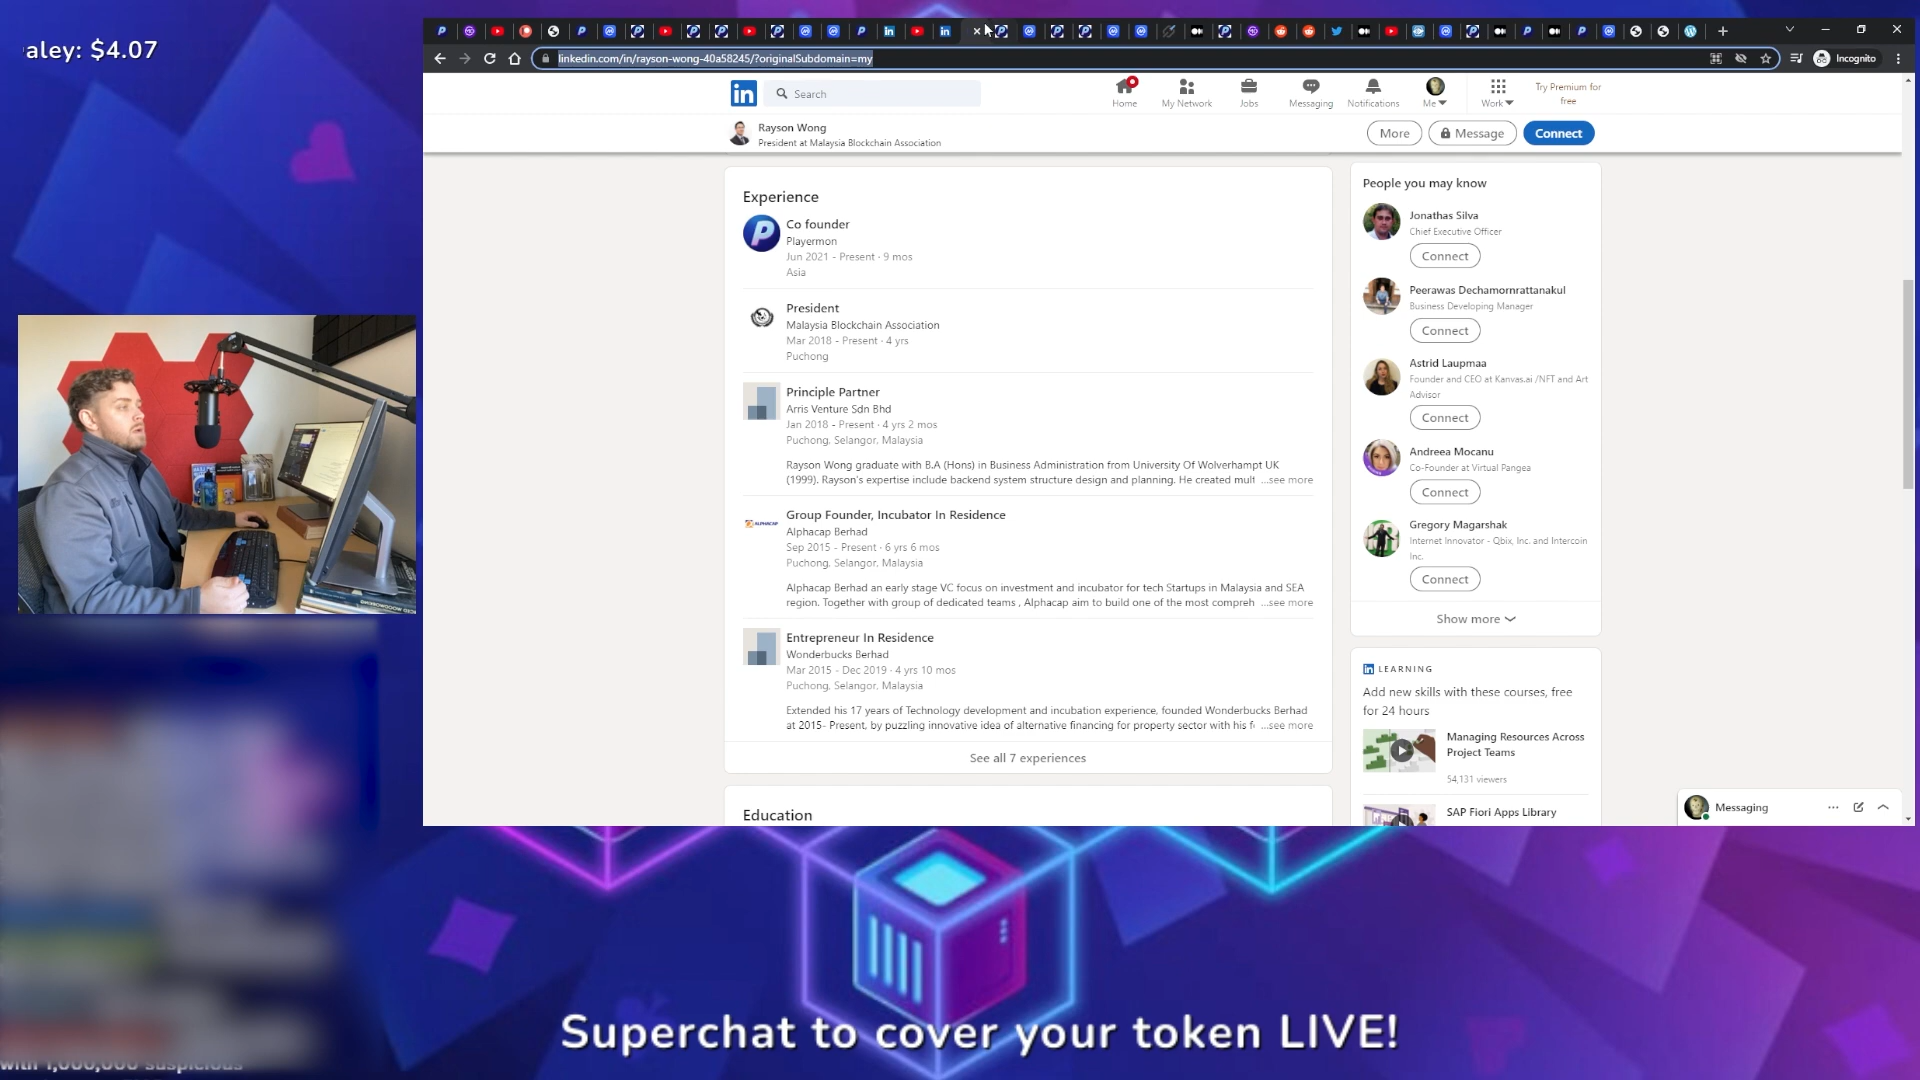 aley: $4.07
linkedin.com/in/rayson-wong-40a58245/?originalSubdomain=my
Incognito
in
Search
Home
My Network
Jobs
Messaging
Notifications
Me
Work
Try Premium for
free
Rayson Wong
President at Malaysia Blockchain Association
More
Message
Connect
Experience
Co founder
Playermon
Jun 2021 - Present · 9 mos
Asia
President
Malaysia Blockchain Association
Mar 2018 - Present · 4 yrs
Puchong
Principle Partner
Arris Venture Sdn Bhd
Jan 2018 - Present · 4 yrs 2 mos
Puchong, Selangor, Malaysia
Rayson Wong graduate with B.A (Hons) in Business Administration from University Of Wolverhampt UK
(1999). Rayson's expertise include backend system structure design and planning. He created mult ...see more
ALPHACAP
Group Founder, Incubator In Residence
Alphacap Berhad
Sep 2015 - Present · 6 yrs 6 mos
Puchong, Selangor, Malaysia
Alphacap Berhad an early stage VC focus on investment and incubator for tech Startups in Malaysia and SEA
region. Together with group of dedicated teams , Alphacap aim to build one of the most compreh ...see more
Entrepreneur In Residence
Wonderbucks Berhad
Mar 2015 - Dec 2019 · 4 yrs 10 mos
Puchong, Selangor, Malaysia
Extended his 17 years of Technology development and incubation experience, founded Wonderbucks Berhad
at 2015- Present, by puzzling innovative idea of alternative financing for property sector with his f ...see more
See all 7 experiences
Education
People you may know
Jonathas Silva
Chief Executive Officer
Connect
Peerawas Dechamornrattanakul
Business Developing Manager
Connect
Astrid Laupmaa
Founder and CEO at Kanvas.ai /NFT and Art
Advisor
Connect
Andreea Mocanu
Co-Founder at Virtual Pangea
Connect
Gregory Magarshak
Internet Innovator - Qbix, Inc. and Intercoin
Inc.
Connect
Show more
in LEARNING
Add new skills with these courses, free
for 24 hours
Managing Resources Across
Project Teams
54,131 viewers
SAP Fiori Apps Library
Messaging
with 1,000,000 suspicious
Superchat to cover your token LIVE!